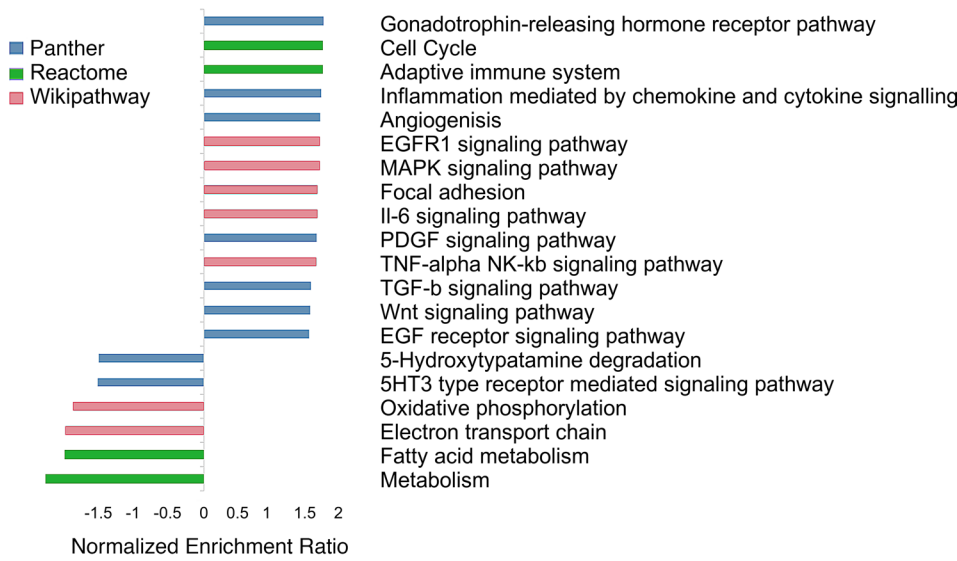 Panther
Reactome
Wikipathway
Gonadotrophin-releasing hormone receptor pathway
Cell Cycle
Adaptive immune system
Inflammation mediated by chemokine and cytokine signalling
Angiogenisis
EGFR1 signaling pathway
MAPK signaling pathway
Focal adhesion
Il-6 signaling pathway
PDGF signaling pathway
TNF-alpha NK-kb signaling pathway
TGF-b signaling pathway
Wnt signaling pathway
EGF receptor signaling pathway
5-Hydroxytypatamine degradation
5HT3 type receptor mediated signaling pathway
Oxidative phosphorylation
Electron transport chain
Fatty acid metabolism
Metabolism
-1.5 -1 -0.5 0 0.5 1 1.5 2
Normalized Enrichment Ratio